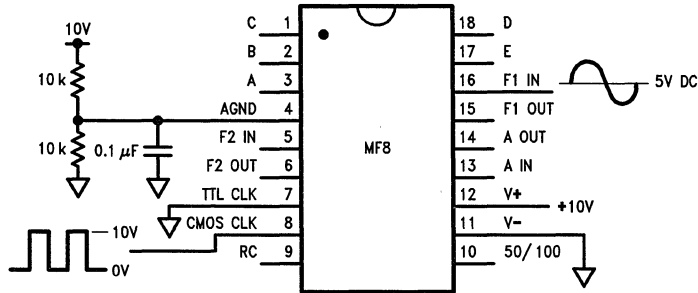 10V
10 k
10k
0.1 μF
C 1
B 2
A 3
AGND 4
F2 IN 5
F2 OUT 6
TTL CLK 7
CMOS CLK 8
RC 9
10V
0V
MF8
18 D
17 E
16 F1 IN
15 F1 OUT
14 A OUT
13 A IN
12 V+
11 V-
10 50/100
5V DC
+10V